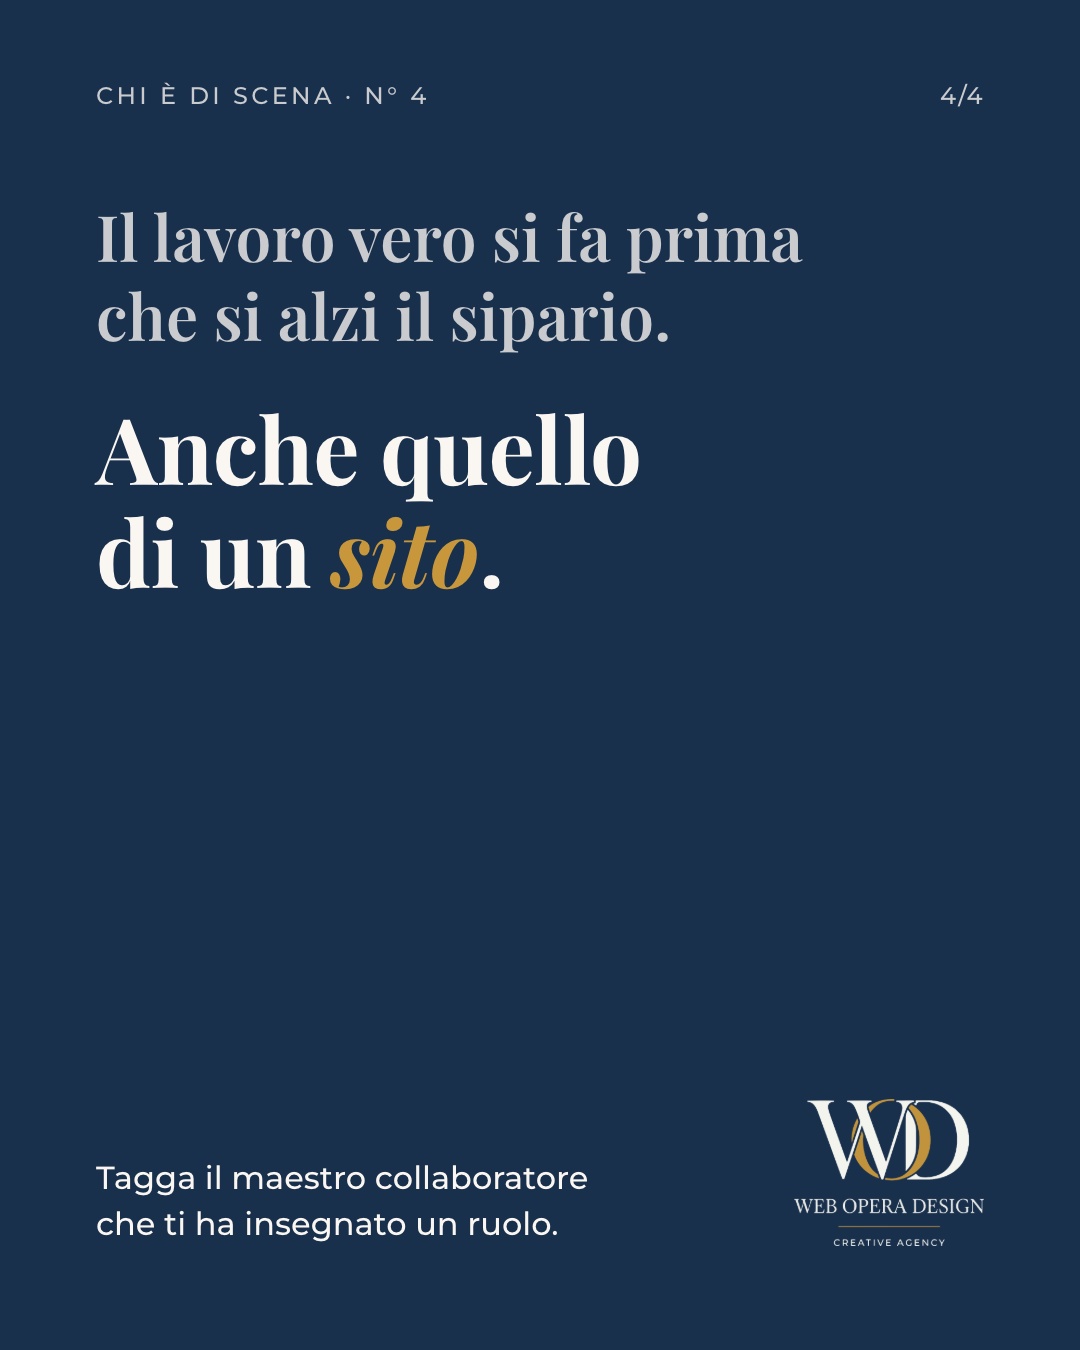 CHI È DI SCENA · N° 4
4/4
Il lavoro vero si fa prima
che si alzi il sipario.
Anche quello
di un sito.
Tagga il maestro collaboratore
che ti ha insegnato un ruolo.
WOD
WEB OPERA DESIGN
CREATIVE AGENCY